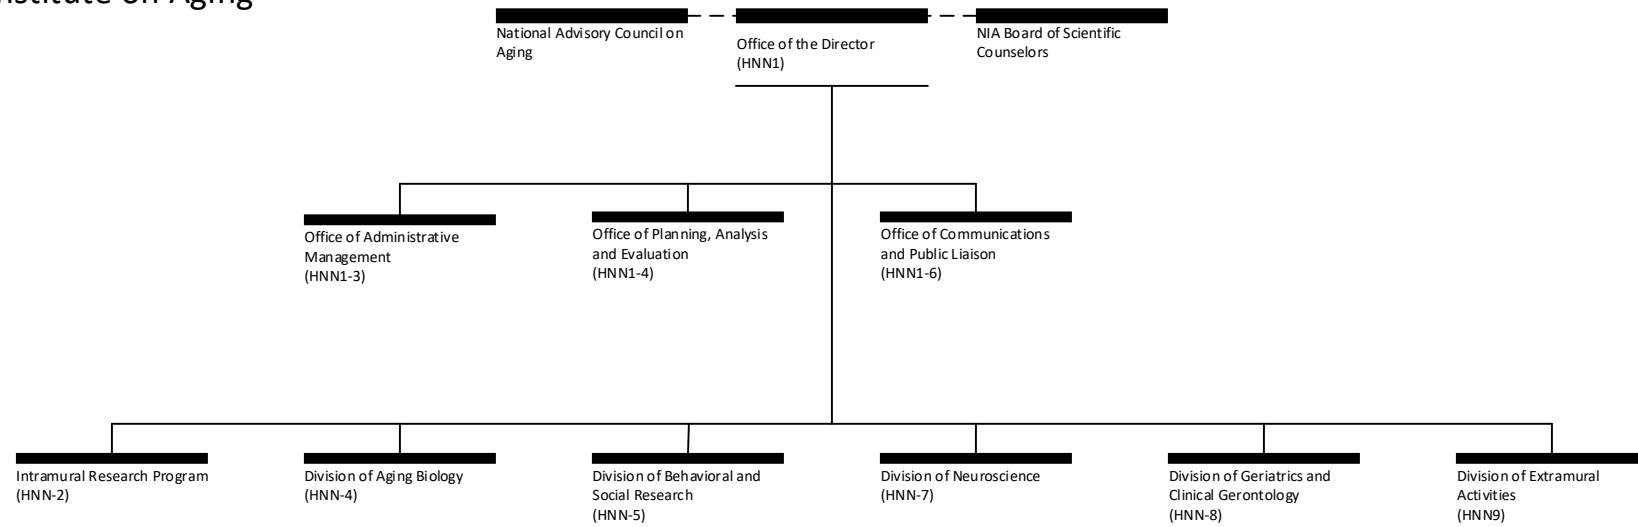 nstitute on Aging
National Advisory Council on
Aging
Office of the Director
(HNN1)
NIA Board of Scientific
Counselors
Office of Administrative
Management
(HNN1-3)
Office of Planning, Analysis
and Evaluation
(HNN1-4)
Office of Communications
and Public Liaison
(HNN1-6)
Intramural Research Program
(HNN-2)
Division of Aging Biology
(HNN-4)
Division of Behavioral and
Social Research
(HNN-5)
Division of Neuroscience
(HNN-7)
Division of Geriatrics and
Clinical Gerontology
(HNN-8)
Division of Extramural
Activities
(HNN9)